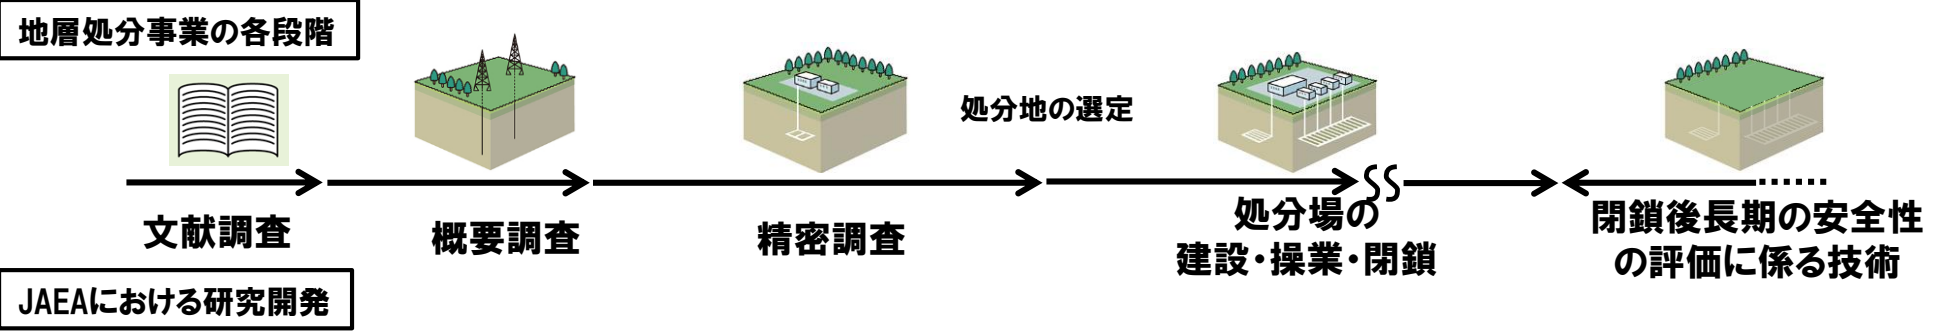 地層処分事業の各段階
処分地の選定
文献調査
概要調査
精密調査
処分場の
建設・操業・閉鎖
閉鎖後長期の安全性
の評価に係る技術
JAEAにおける研究開発